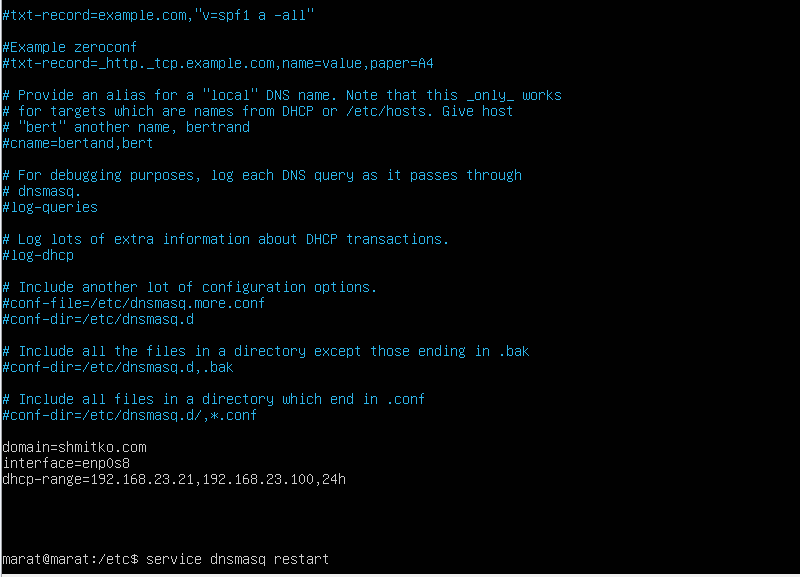 #txt-record=example.com,"v=spf1 a -all"
#Example zeroconf
#txt-record=_http._tcp.example.com,name=value,paper=A4
# Provide an alias for a "local" DNS name. Note that this _only_ works
# for targets which are names from DHCP or /etc/hosts. Give host
# "bert" another name, bertrand
#cname=bertand,bert
# For debugging purposes, log each DNS query as it passes through
# dnsmasq.
#log-queries
# Log lots of extra information about DHCP transactions.
#log-dhcp
# Include another lot of configuration options.
#conf-file=/etc/dnsmasq.more.conf
#conf-dir=/etc/dnsmasq.d
# Include all the files in a directory except those ending in .bak
#conf-dir=/etc/dnsmasq.d,.bak
# Include all files in a directory which end in .conf
#conf-dir=/etc/dnsmasq.d/,*.conf
domain=shmitko.com
interface=enp0s8
dhcp-range=192.168.23.21,192.168.23.100,24h
marat@marat:/etc$ service dnsmasq restart